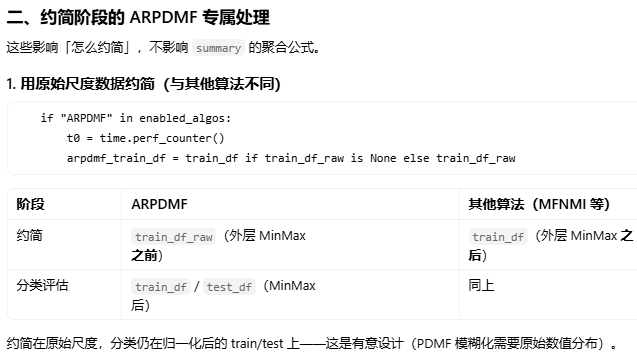 二、约简阶段的 ARPDMF 专属处理
这些影响「怎么约简」，不影响 summary 的聚合公式。
1. 用原始尺度数据约简（与其他算法不同）
if "ARPDMF" in enabled_algos:
t0 = time.perf_counter()
arpdmf_train_df = train_df if train_df_raw is None else train_df_raw
阶段 ARPDMF 其他算法（MFNMI 等）
约简 train_df_raw（外层 MinMax 之前） train_df（外层 MinMax 之后）
分类评估 train_df / test_df（MinMax 后） 同上
约简在原始尺度，分类仍在归一化后的 train/test 上——这是有意设计（PDMF 模糊化需要原始数值分布）。